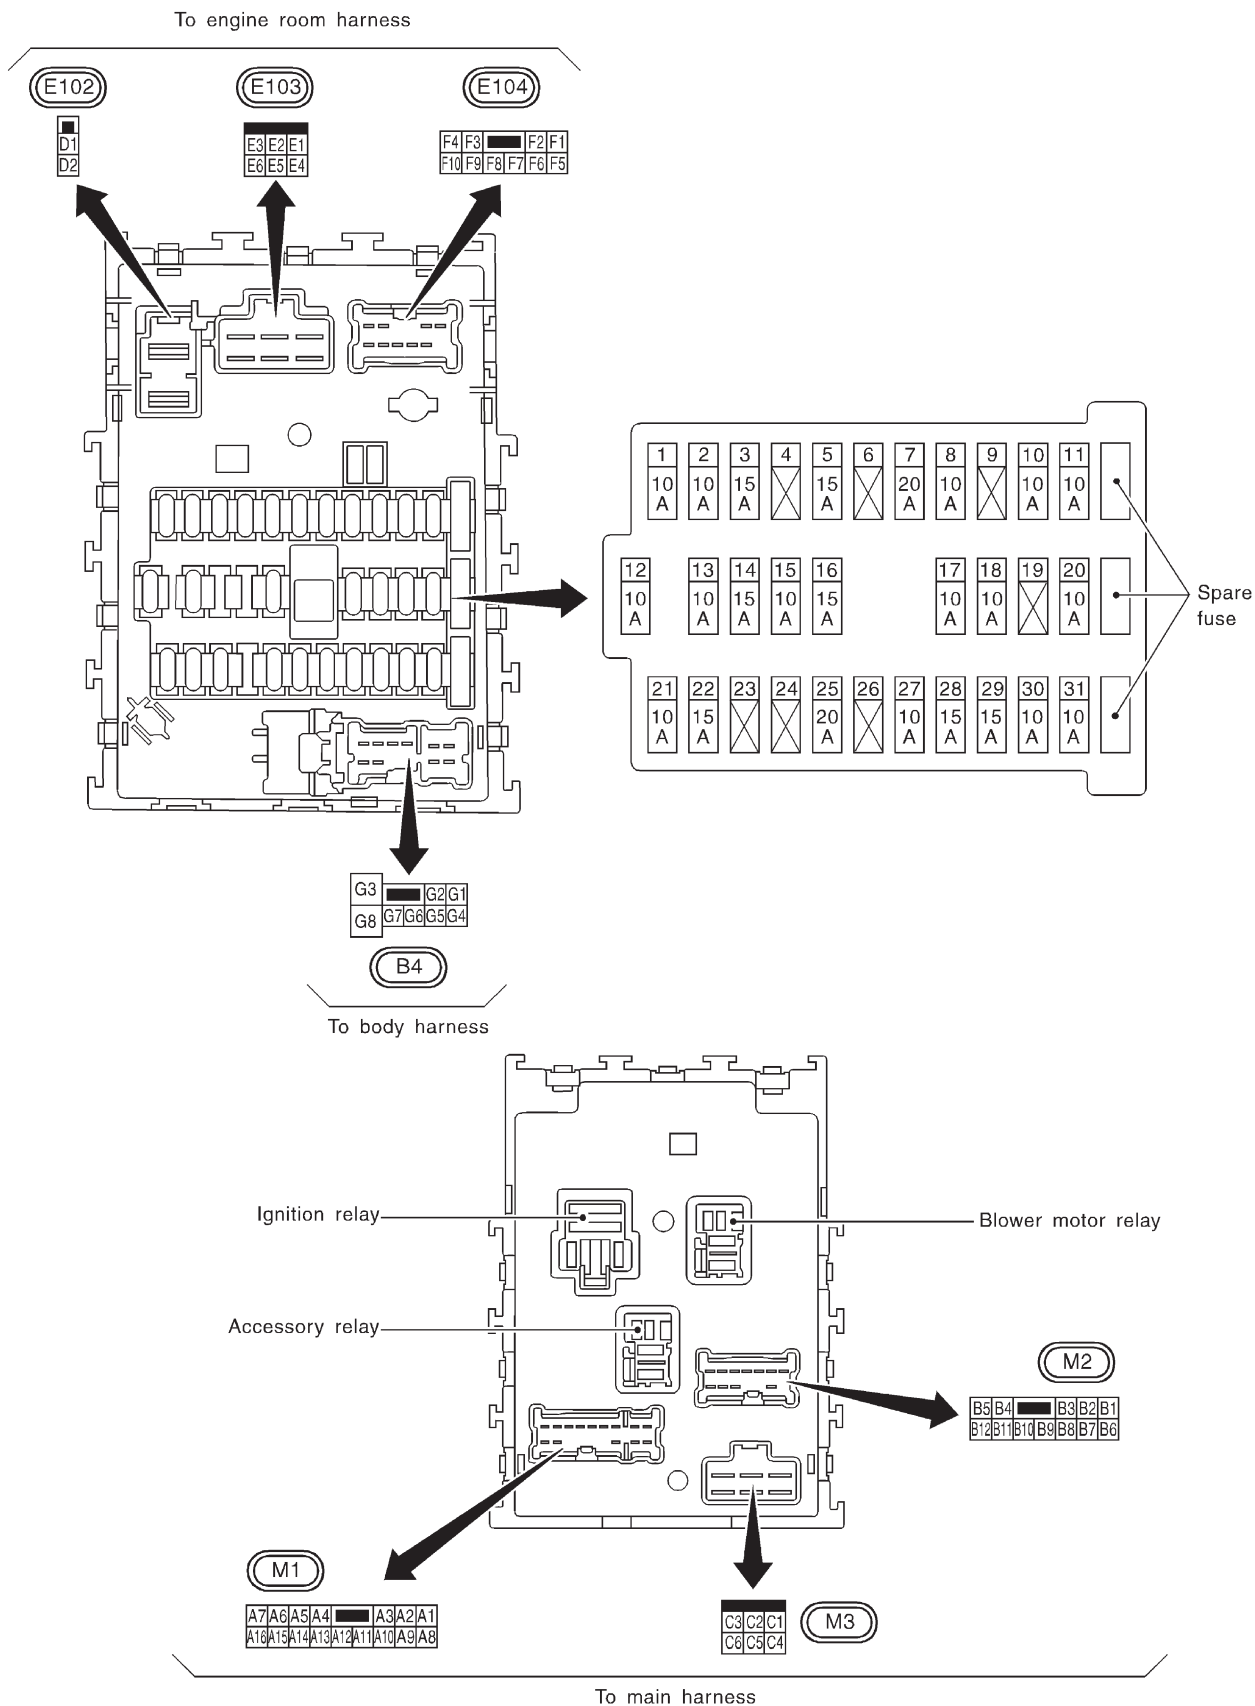 To engine room harness
E102 E103 E104
D1
D2
E3 E2 E1
E6 E5 E4
F4 F3 F2 F1
F10 F9 F8 F7 F6 F5
1 2 3 4 5 6 7 8 9 10 11
10 10 15 15 20 10 10 10
A A A A A A A A
12 13 14 15 16 17 18 19 20
10 10 15 10 15 10 10 10
A A A A A A A A
Spare
fuse
21 22 23 24 25 26 27 28 29 30 31
10 15 20 10 15 15 10 10
A A A A A A A A
G3 G2 G1
G8 G7 G6 G5 G4
B4
To body harness
Ignition relay
Blower motor relay
Accessory relay
M2
B5 B4 B3 B2 B1
B12 B11 B10 B9 B8 B7 B6
M1
A7 A6 A5 A4 A3 A2 A1
A16 A15 A14 A13 A12 A11 A10 A9 A8
C3 C2 C1
C6 C5 C4
M3
To main harness